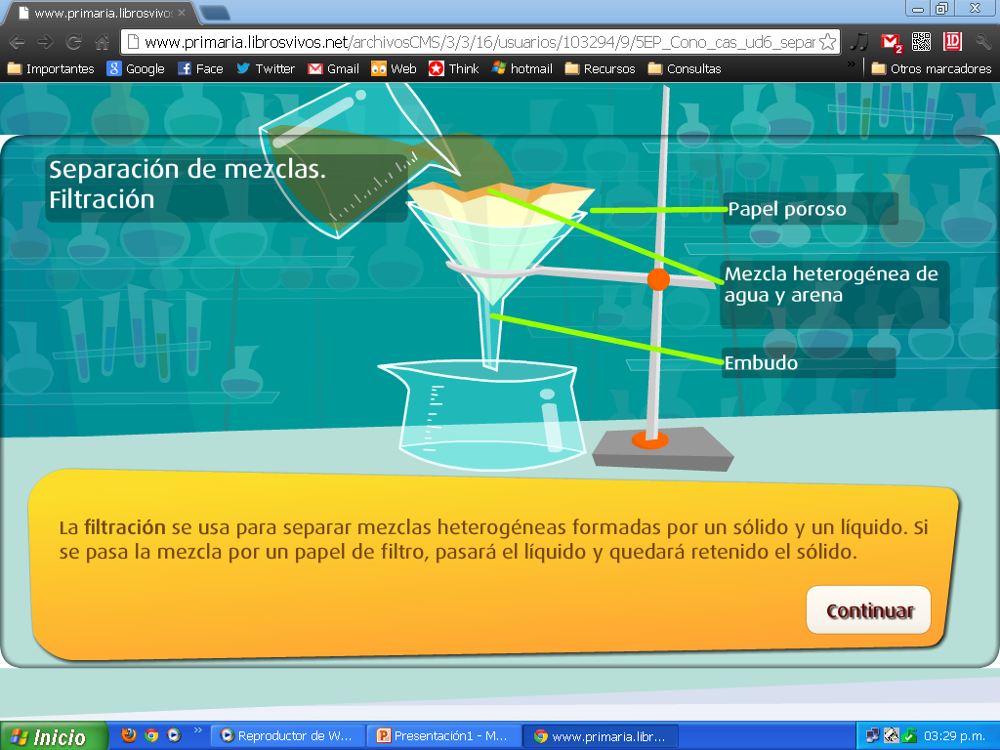 www.primaria.librosvivos
www.primaria.librosvivos.net/archivosCMS/3/3/16/usuarios/103294/9/5EP_Cono_cas_ud6_separ
2
1D
Importantes Google Face Twitter Gmail Web Think hotmail Recursos Consultas » Otros marcadores
Separación de mezclas.
Filtración
Papel poroso
Mezcla heterogénea de
agua y arena
Embudo
La filtración se usa para separar mezclas heterogéneas formadas por un sólido y un líquido. Si
se pasa la mezcla por un papel de filtro, pasará el líquido y quedará retenido el sólido.
Continuar
Inicio » Reproductor de W... Presentación1 - M... www.primaria.libr... 03:29 p.m.